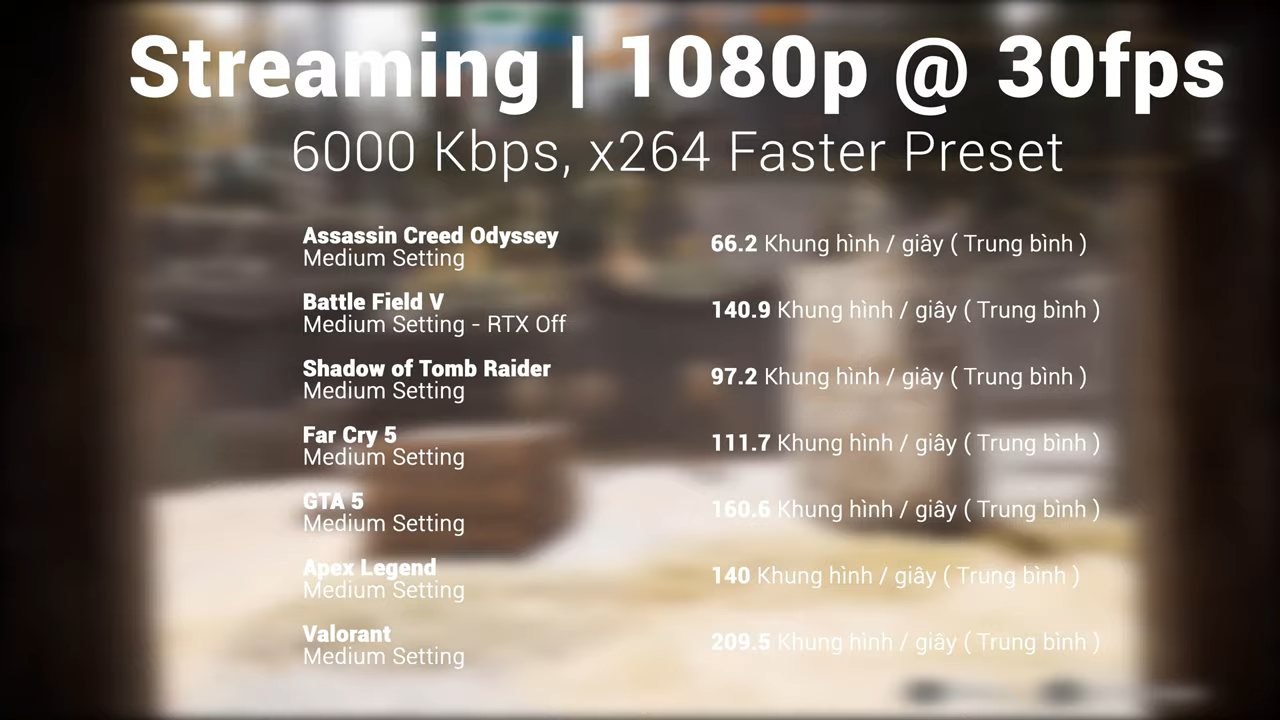 Streaming | 1080p @ 30fps
6000 Kbps, x264 Faster Preset
Assassin Creed Odyssey
Medium Setting
66.2 Khung hình / giây ( Trung bình )
Battle Field V
Medium Setting - RTX Off
140.9 Khung hình / giây ( Trung bình )
Shadow of Tomb Raider
Medium Setting
97.2 Khung hình / giây ( Trung bình )
Far Cry 5
Medium Setting
111.7 Khung hình / giây ( Trung bình )
GTA 5
Medium Setting
160.6 Khung hình / giây ( Trung bình )
Apex Legend
Medium Setting
140 Khung hình / giây ( Trung bình )
Valorant
Medium Setting
209.5 Khung hình / giây ( Trung bình )